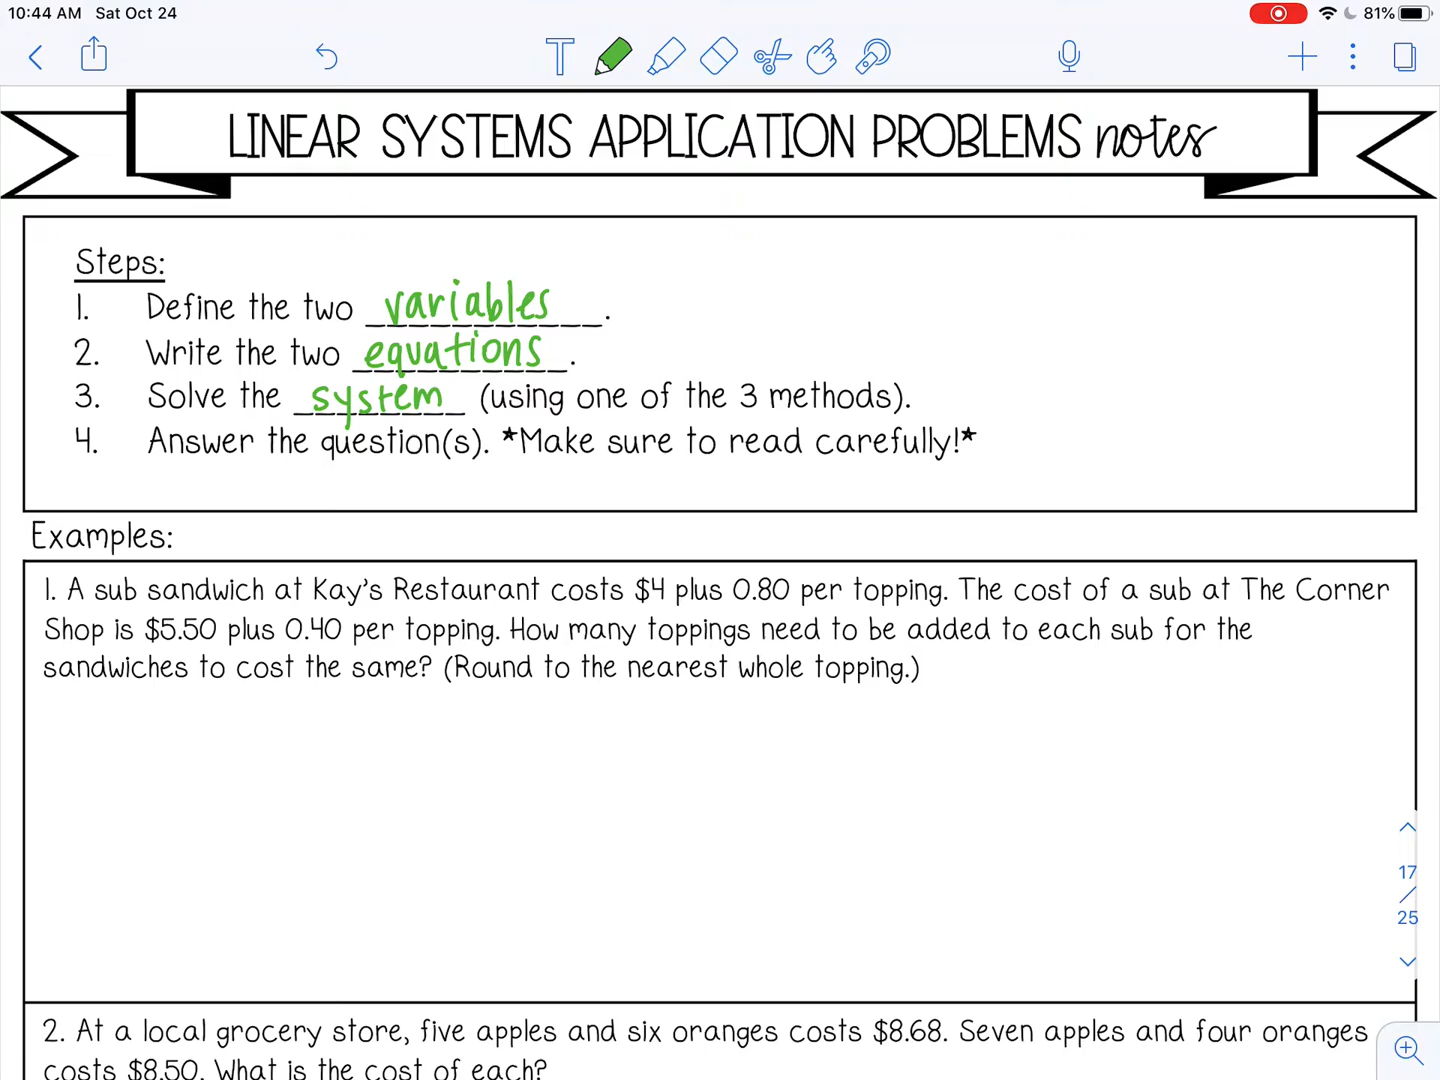 10:44 AM Sat Oct 24
81%
LINEAR SYSTEMS APPLICATION PROBLEMS notes
Steps:
1. Define the two variables.
2. Write the two equations.
3. Solve the system (using one of the 3 methods).
4. Answer the question(s). *Make sure to read carefully!*
Examples:
1. A sub sandwich at Kay's Restaurant costs $4 plus 0.80 per topping. The cost of a sub at The Corner
Shop is $5.50 plus 0.40 per topping. How many toppings need to be added to each sub for the
sandwiches to cost the same? (Round to the nearest whole topping.)
17
/
25
2. At a local grocery store, five apples and six oranges costs $8.68. Seven apples and four oranges
costs $8.50. What is the cost of each?